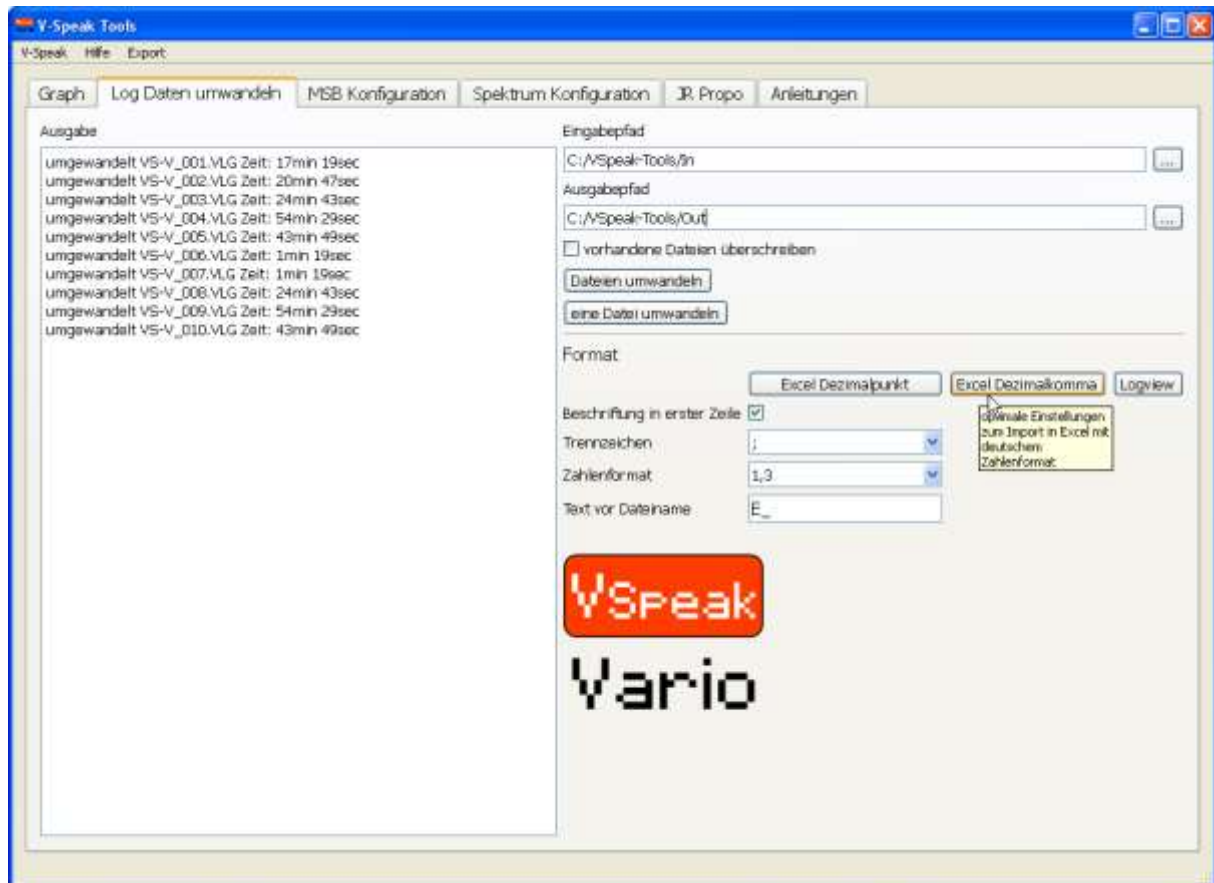 V-Speak Tools
V-Speak Hilfe Export
Graph Log Daten umwandeln MSB Konfiguration Spektrum Konfiguration JR Propo Anleitungen
Ausgabe
umgewandelt VS-V_001.VLG Zeit: 17min 19sec
umgewandelt VS-V_002.VLG Zeit: 20min 47sec
umgewandelt VS-V_003.VLG Zeit: 24min 43sec
umgewandelt VS-V_004.VLG Zeit: 54min 29sec
umgewandelt VS-V_005.VLG Zeit: 43min 49sec
umgewandelt VS-V_006.VLG Zeit: 1min 19sec
umgewandelt VS-V_007.VLG Zeit: 1min 19sec
umgewandelt VS-V_008.VLG Zeit: 24min 43sec
umgewandelt VS-V_009.VLG Zeit: 54min 29sec
umgewandelt VS-V_010.VLG Zeit: 43min 49sec
Eingabepfad
C:/VSpeak-Tools/In
...
Ausgabepfad
C:/VSpeak-Tools/Out
...
vorhandene Dateien überschreiben
Dateien umwandeln
eine Datei umwandeln
Format
Excel Dezimalpunkt Excel Dezimalkomma Logview
Beschriftung in erster Zeile
Trennzeichen ;
Zahlenformat 1,3
Text vor Dateiname E_
optimale Einstellungen
zum Import in Excel mit
deutschem
Zahlenformat
VSpeak
Vario